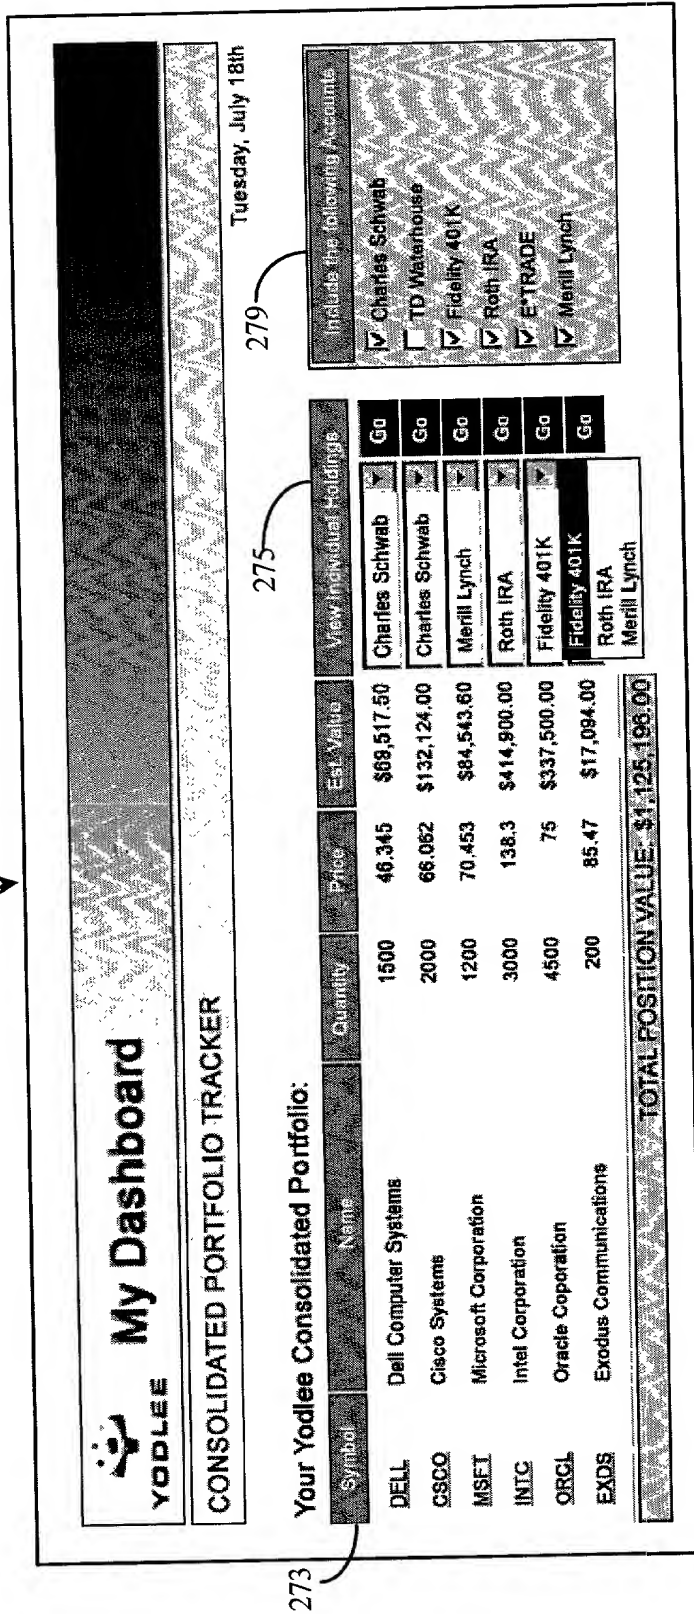 YODLEE
My Dashboard
CONSOLIDATED PORTFOLIO TRACKER
Tuesday, July 18th
Your Yodlee Consolidated Portfolio:
273
275
279
Symbol Name Quantity Price Est. Value View Individual Holdings
DELL Dell Computer Systems 1500 46.345 $69,517.50 Charles Schwab Go
CSCO Cisco Systems 2000 66.062 $132,124.00 Charles Schwab Go
MSFT Microsoft Corporation 1200 70.453 $84,543.60 Merill Lynch Go
INTC Intel Corporation 3000 138.3 $414,900.00 Roth IRA Go
ORCL Oracle Coporation 4500 75 $337,500.00 Fidelity 401K Go
EXDS Exodus Communications 200 85.47 $17,094.00 Fidelity 401K Go
Roth IRA
Merill Lynch
TOTAL POSITION VALUE: $1,125,196.00
Include the following Accounts
Charles Schwab
TD Waterhouse
Fidelity 401K
Roth IRA
E*TRADE
Merill Lynch